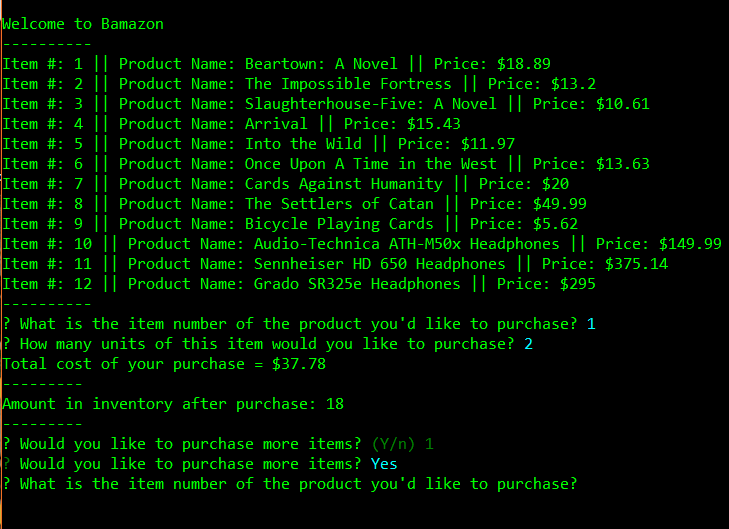 Welcome to Bamazon
----------
Item #: 1 || Product Name: Beartown: A Novel || Price: $18.89
Item #: 2 || Product Name: The Impossible Fortress || Price: $13.2
Item #: 3 || Product Name: Slaughterhouse-Five: A Novel || Price: $10.61
Item #: 4 || Product Name: Arrival || Price: $15.43
Item #: 5 || Product Name: Into the Wild || Price: $11.97
Item #: 6 || Product Name: Once Upon A Time in the West || Price: $13.63
Item #: 7 || Product Name: Cards Against Humanity || Price: $20
Item #: 8 || Product Name: The Settlers of Catan || Price: $49.99
Item #: 9 || Product Name: Bicycle Playing Cards || Price: $5.62
Item #: 10 || Product Name: Audio-Technica ATH-M50x Headphones || Price: $149.99
Item #: 11 || Product Name: Sennheiser HD 650 Headphones || Price: $375.14
Item #: 12 || Product Name: Grado SR325e Headphones || Price: $295
----------
? What is the item number of the product you'd like to purchase? 1
? How many units of this item would you like to purchase? 2
Total cost of your purchase = $37.78
---------
Amount in inventory after purchase: 18
---------
? Would you like to purchase more items? (Y/n) 1
? Would you like to purchase more items? Yes
? What is the item number of the product you'd like to purchase?